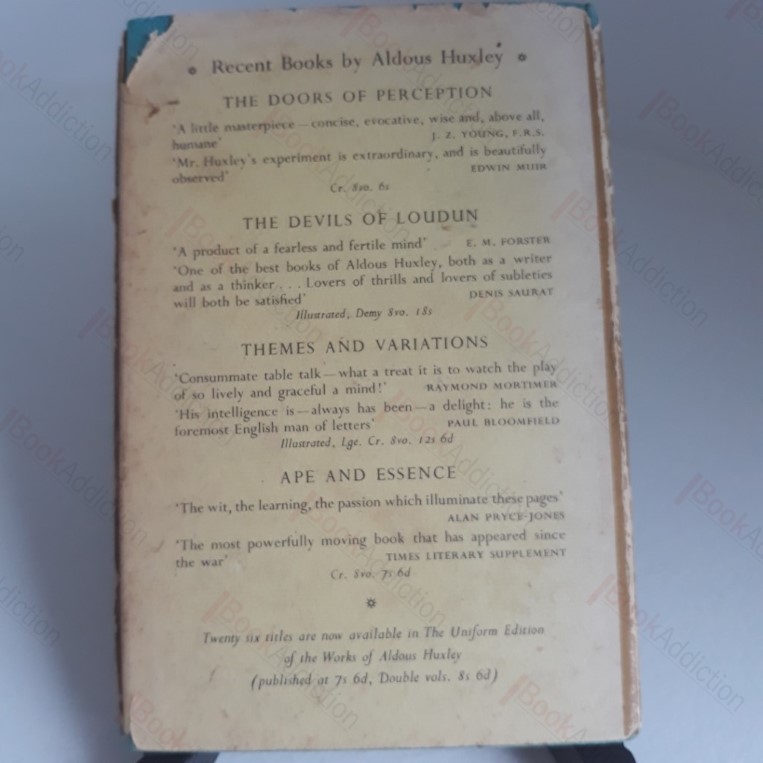 Recent Books by Aldous Huxley
THE DOORS OF PERCEPTION
'A little masterpiece — concise, evocative, wise and, above all,
humane' J. Z. YOUNG, F.R.S.
'Mr. Huxley's experiment is extraordinary, and is beautifully
observed' EDWIN MUIR
Cr. 8vo. 6s
THE DEVILS OF LOUDUN
'A product of a fearless and fertile mind' E. M. FORSTER
'One of the best books of Aldous Huxley, both as a writer
and as a thinker . . . Lovers of thrills and lovers of subleties
will both be satisfied' DENIS SAURAT
Illustrated, Demy 8vo. 18s
THEMES AND VARIATIONS
'Consummate table talk — what a treat it is to watch the play
of so lively and graceful a mind!' RAYMOND MORTIMER
'His intelligence is — always has been — a delight: he is the
foremost English man of letters' PAUL BLOOMFIELD
Illustrated, Lge. Cr. 8vo. 12s 6d
APE AND ESSENCE
'The wit, the learning, the passion which illuminate these pages'
ALAN PRYCE-JONES
'The most powerfully moving book that has appeared since
the war' TIMES LITERARY SUPPLEMENT
Cr. 8vo. 7s 6d
Twenty six titles are now available in The Uniform Edition
of the Works of Aldous Huxley
(published at 7s 6d, Double vols. 8s 6d)
BookAddiction